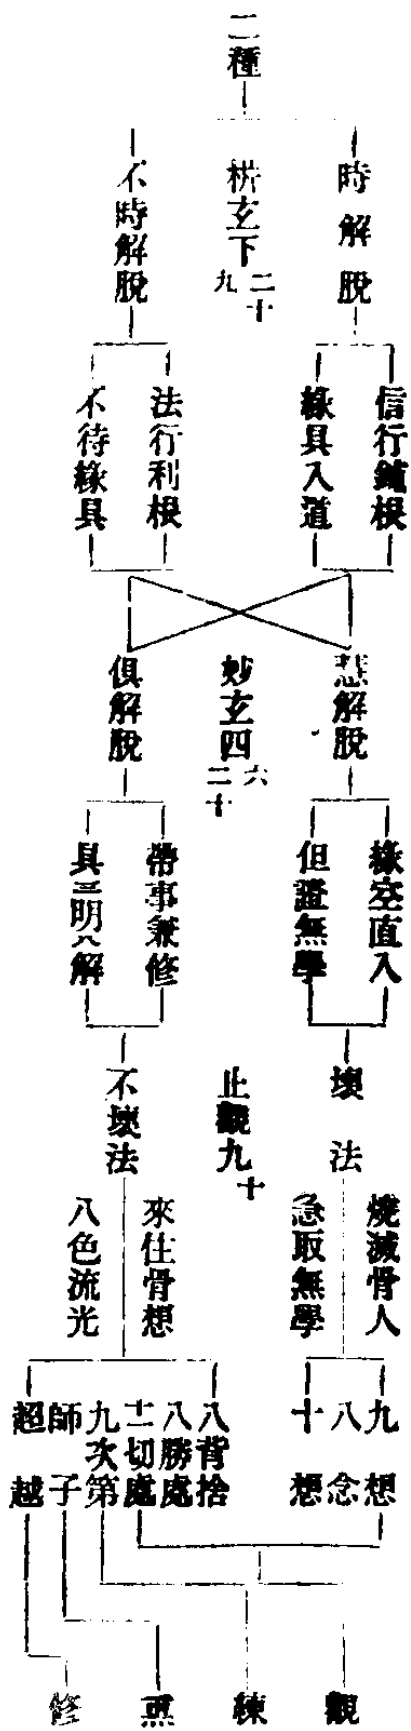 二種
時解脫
栱玄下
二十九
不時解脫
信行鈍根
緣具入道
法行利根
不待緣具
慧解脫
妙玄四
六二十
俱解脫
緣空直入
但證無學
帶事兼修
具三明八解
壞法
止觀九
十
不壞法
燒滅骨人
急取無學
來住骨想
八色流光
九想
八念
十想
八背捨
八勝處
十一切處
九次第
師子
超越
觀
練
熏
修